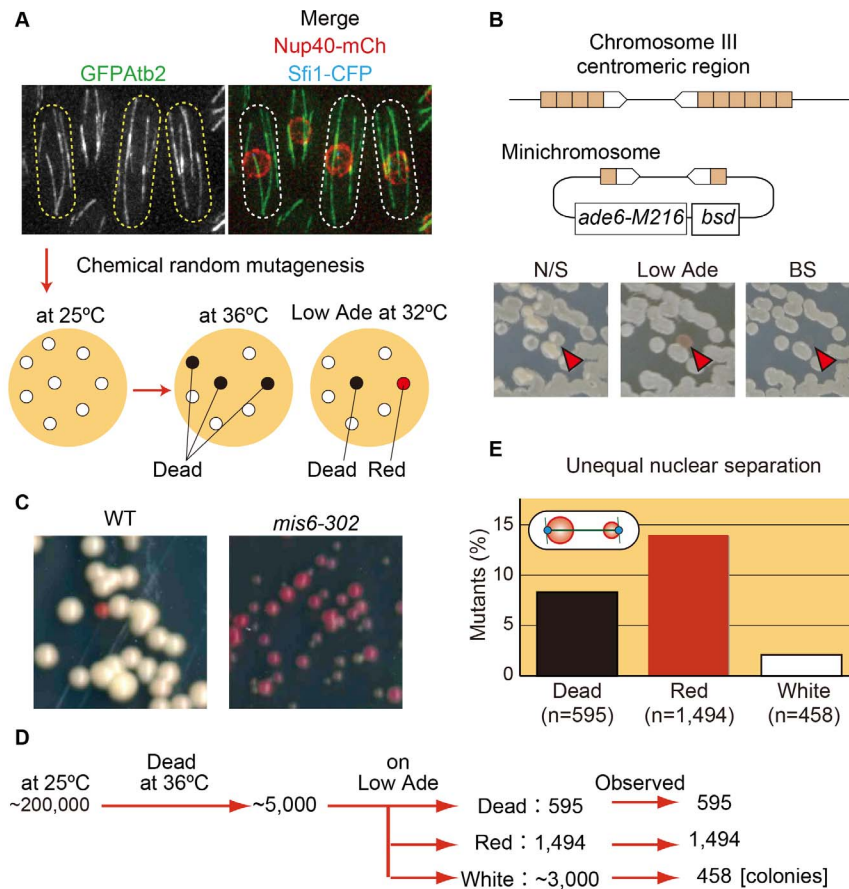 A
Merge
Nup40-mCh
GFPAtb2
Sfi1-CFP
Chemical random mutagenesis
at 25ºC
at 36ºC
Low Ade at 32ºC
Dead
Dead
Red
B
Chromosome III
centromeric region
Minichromosome
ade6-M216
bsd
N/S
Low Ade
BS
C
WT
mis6-302
E
Unequal nuclear separation
Mutants (%)
15
10
5
0
Dead
(n=595)
Red
(n=1,494)
White
(n=458)
D
at 25ºC
~200,000
Dead
at 36ºC
~5,000
on
Low Ade
Observed
Dead : 595
595
Red : 1,494
1,494
White : ~3,000
458 [colonies]